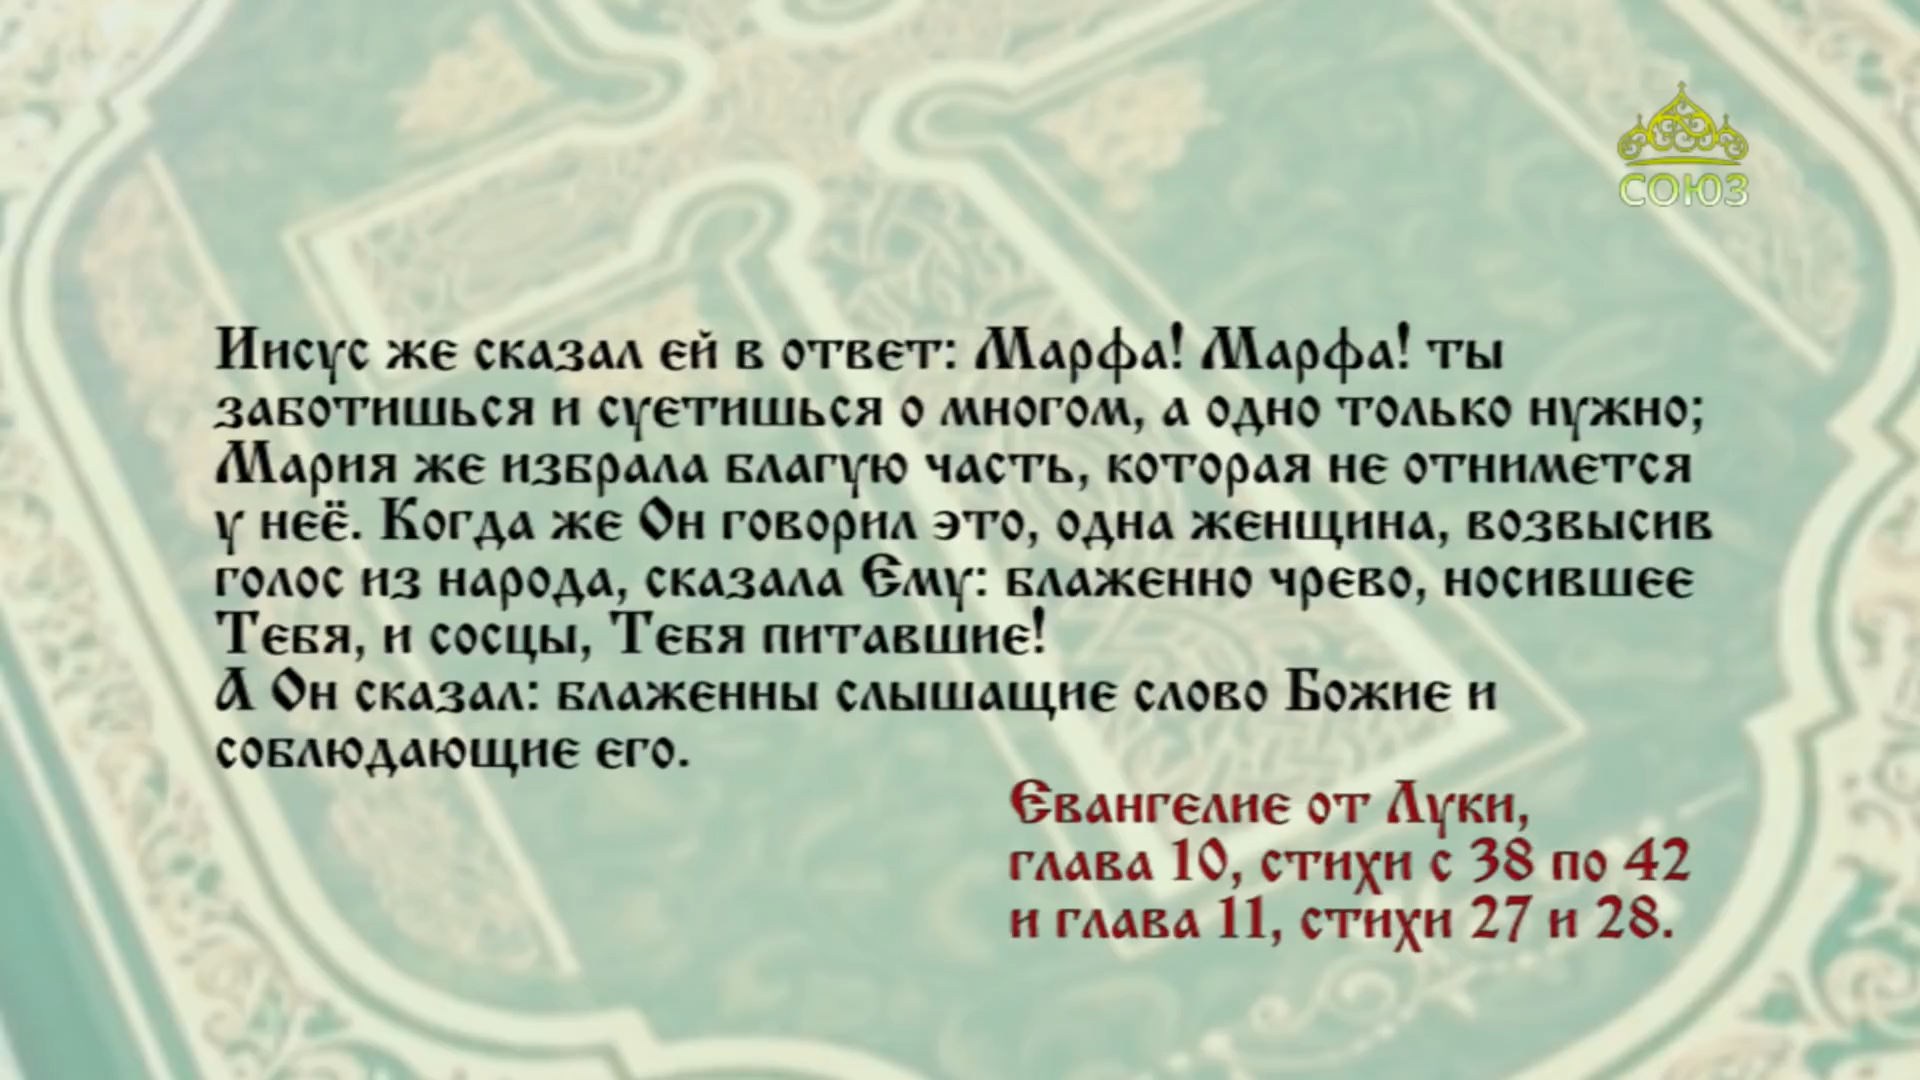 СОЮЗ
Иисус же сказал ей в ответ: Марфа! Марфа! ты
заботишься и суетишься о многом, а одно только нужно;
Мария же избрала благую часть, которая не отнимется
у неё. Когда же Он говорил это, одна женщина, возвысив
голос из народа, сказала Ему: блаженно чрево, носившее
Тебя, и сосцы, Тебя питавшие!
А Он сказал: блаженны слышащие слово Божие и
соблюдающие его.
Евангелие от Луки,
глава 10, стихи с 38 по 42
и глава 11, стихи 27 и 28.